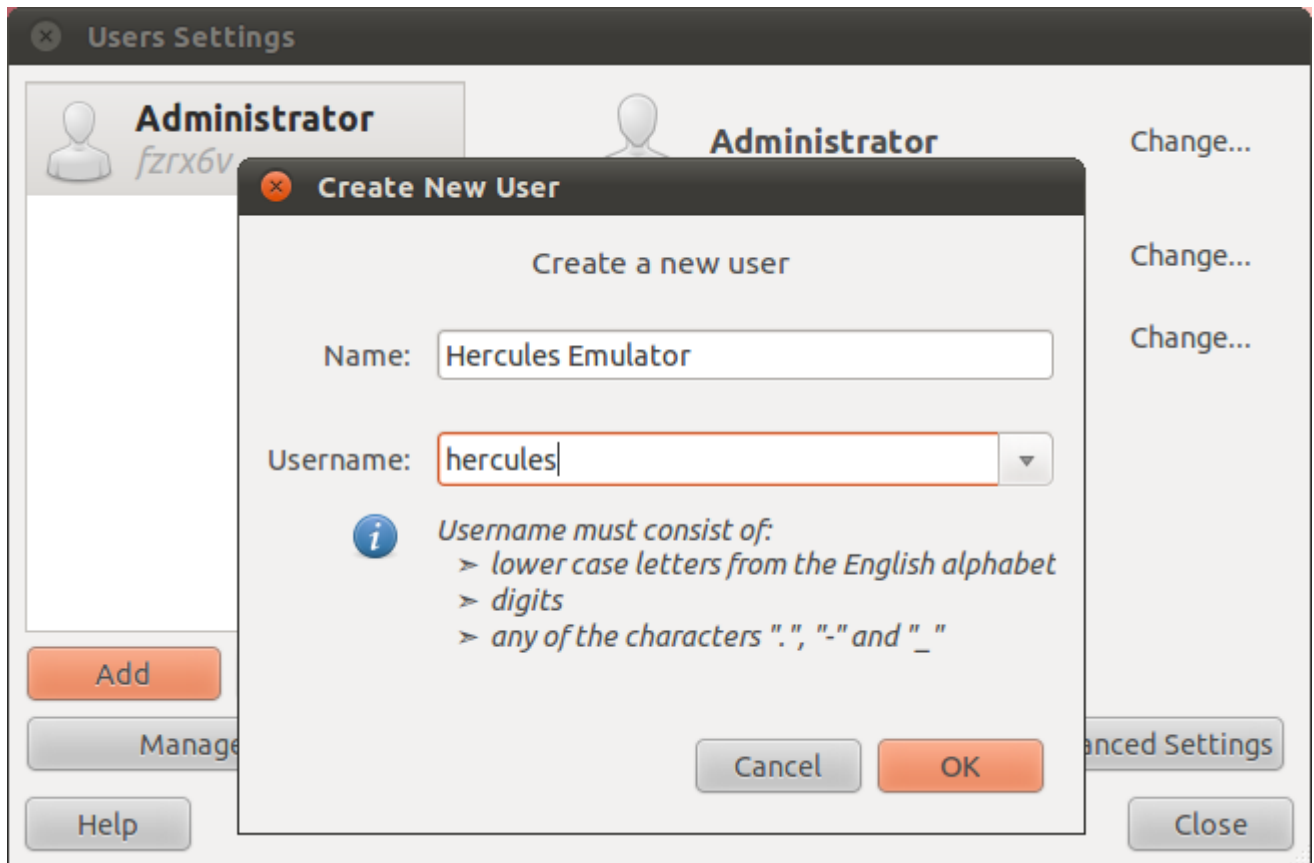 Users Settings
Administrator
fzrx6v
Administrator
Change...
Change...
Change...
Create New User
Create a new user
Name: Hercules Emulator
Username: hercules
i
Username must consist of:
➣ lower case letters from the English alphabet
➣ digits
➣ any of the characters ".", "-" and "_"
Add
Manage
anced Settings
Cancel
OK
Help
Close